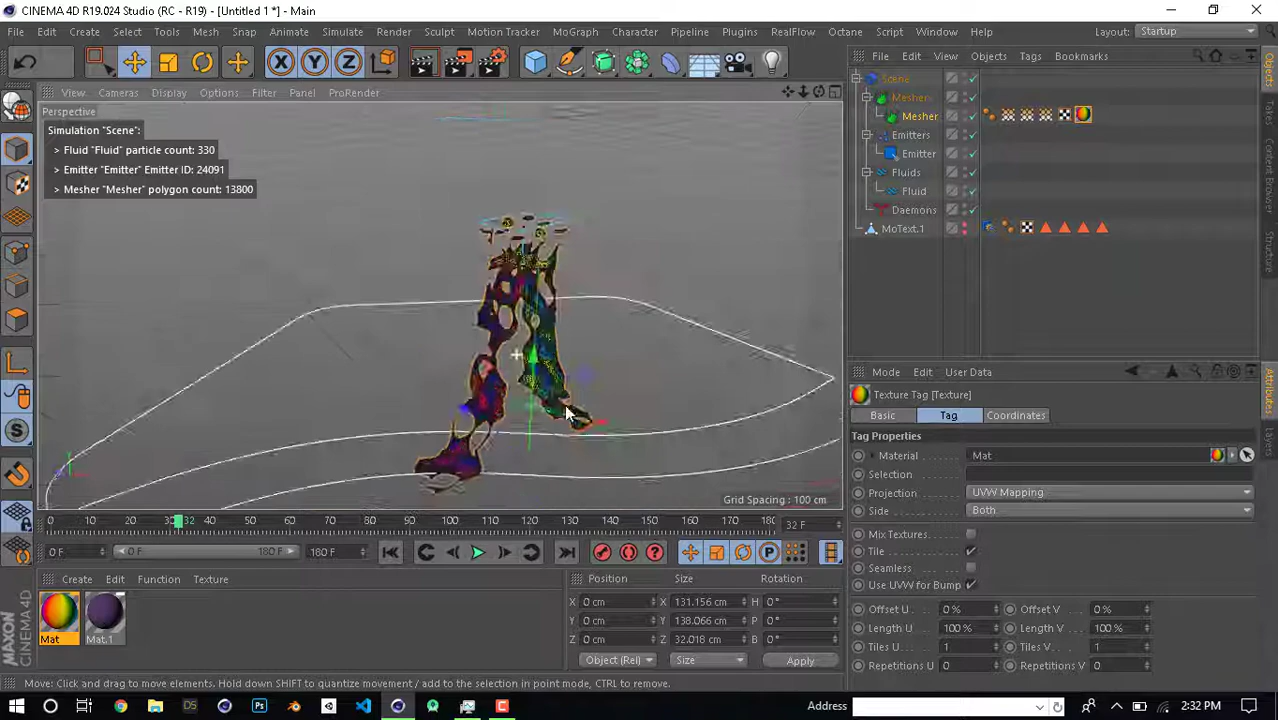 CINEMA 4D R19.024 Studio (RC - R19) - [Untitled 1 *] - Main
File Edit Create Select Tools Mesh Snap Animate Simulate Render Sculpt Motion Tracker MoGraph Character Pipeline Plugins RealFlow Octane Script Window Help Layout: Startup
X Y Z
File Edit View Objects Tags Bookmarks
View Cameras Display Options Filter Panel ProRender
Perspective
Simulation "Scene":
> Fluid "Fluid" particle count: 330
> Emitter "Emitter" Emitter ID: 24091
> Mesher "Mesher" polygon count: 13800
Grid Spacing : 100 cm
Scene
Meshers
Mesher
Emitters
Emitter
Fluids
Fluid
Daemons
MoText.1
Objects
Takes
Content Browser
Attributes
Layers
Mode Edit User Data
Texture Tag [Texture]
Basic Tag Coordinates
Tag Properties
Material Mat
Selection
Projection UVW Mapping
Side Both
Mix Textures
Tile
Seamless
Use UVW for Bump
Offset U 0 % Offset V 0 %
Length U 100 % Length V 100 %
Tiles U 1 Tiles V 1
Repetitions U 0 Repetitions V 0
0 10 20 30 32 40 50 60 70 80 90 100 110 120 130 140 150 160 170 180 32 F
0 F 0 F 180 F 180 F
Create Edit Function Texture
Mat Mat.1
Position Size Rotation
X 0 cm X 131.156 cm H 0 °
Y 0 cm Y 138.066 cm P 0 °
Z 0 cm Z 32.018 cm B 0 °
Object (Rel) Size Apply
MAXON CINEMA 4D
Move: Click and drag to move elements. Hold down SHIFT to quantize movement / add to the selection in point mode, CTRL to remove.
DS Ps Address 2:32 PM